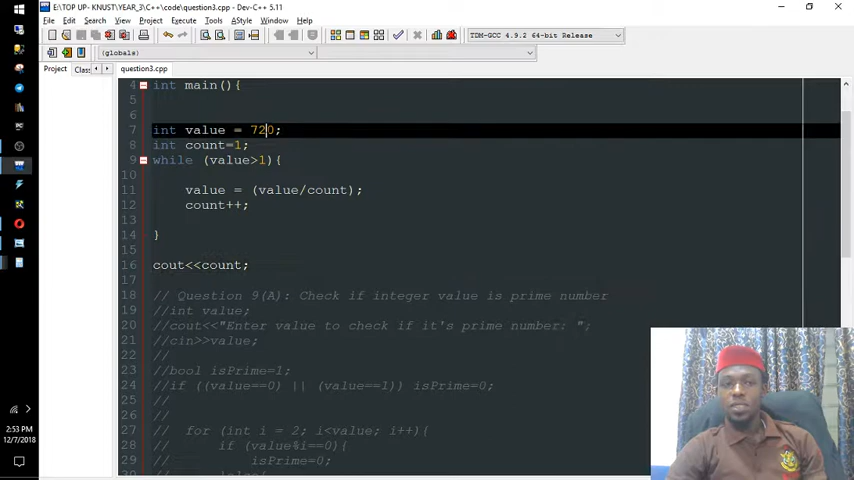 E:\TOP UP- KNUST\YEAR_3\C++\code\question3.cpp - Dev-C++ 5.11
File Edit Search View Project Execute Tools AStyle Window Help
TDM-GCC 4.9.2 64-bit Release
(globals)
Project Clas question3.cpp
4 int main(){
5
6
7 int value = 720;
8 int count=1;
9 while (value>1){
10
11 value = (value/count);
12 count++;
13
14 }
15
16 cout<<count;
17
18 // Question 9(A): Check if integer value is prime number
19 //int value;
20 //cout<<"Enter value to check if it's prime number: ";
21 //cin>>value;
22 //
23 //bool isPrime=1;
24 //if ((value==0) || (value==1)) isPrime=0;
25 //
26 //
27 // for (int i = 2; i<value; i++){
28 // if (value%i==0){
29 // isPrime=0;
2:53 PM
12/7/2018